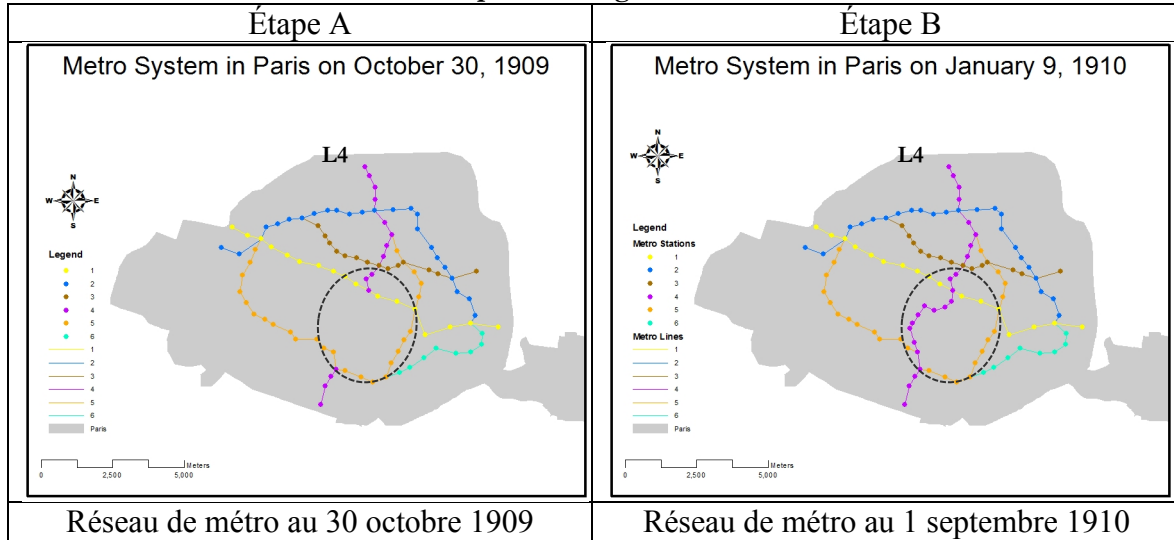 Étape A
Étape B
Metro System in Paris on October 30, 1909
L4
N
W E
S
Legend
1
2
3
4
5
6
1
2
3
4
5
6
Paris
Meters
0 2,500 5,000
Metro System in Paris on January 9, 1910
L4
N
W E
S
Legend
Metro Stations
1
2
3
4
5
6
Metro Lines
1
2
3
4
5
6
Paris
Meters
0 2,500 5,000
Réseau de métro au 30 octobre 1909
Réseau de métro au 1 septembre 1910